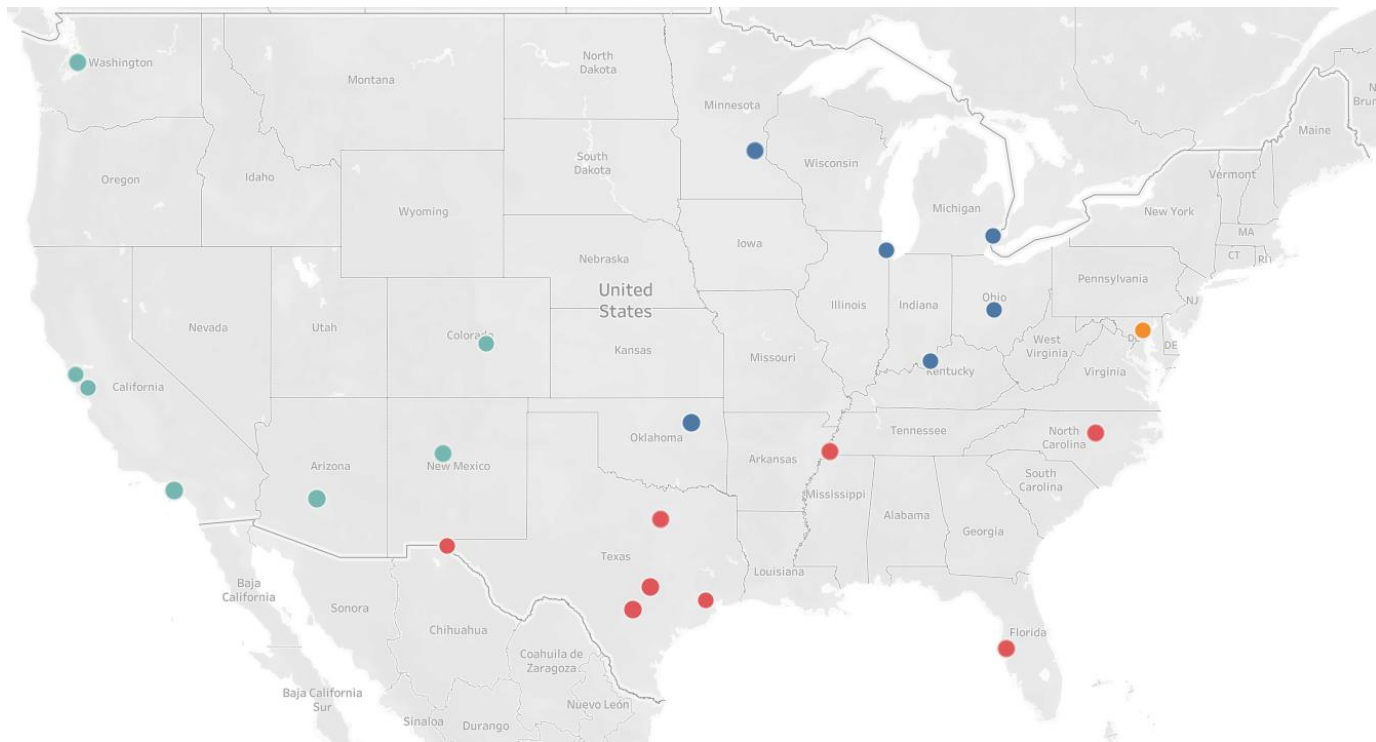 Washington
Montana
North
Dakota
Minnesota
Oregon
Idaho
South
Dakota
Wisconsin
Michigan
Maine
Vermont
New York
Wyoming
MA
CT
RI
Iowa
Nebraska
Pennsylvania
NJ
United
States
Illinois
Indiana
Ohio
Nevada
Utah
Colorado
Kansas
Missouri
West
Virginia
DE
California
Kentucky
Virginia
Oklahoma
Tennessee
North
Carolina
Arizona
New Mexico
Arkansas
South
Carolina
Mississippi
Alabama
Georgia
Texas
Louisiana
Baja
California
Sonora
Chihuahua
Florida
Coahuila de
Zaragoza
Baja California
Sur
Nuevo León
Sinaloa
Durango